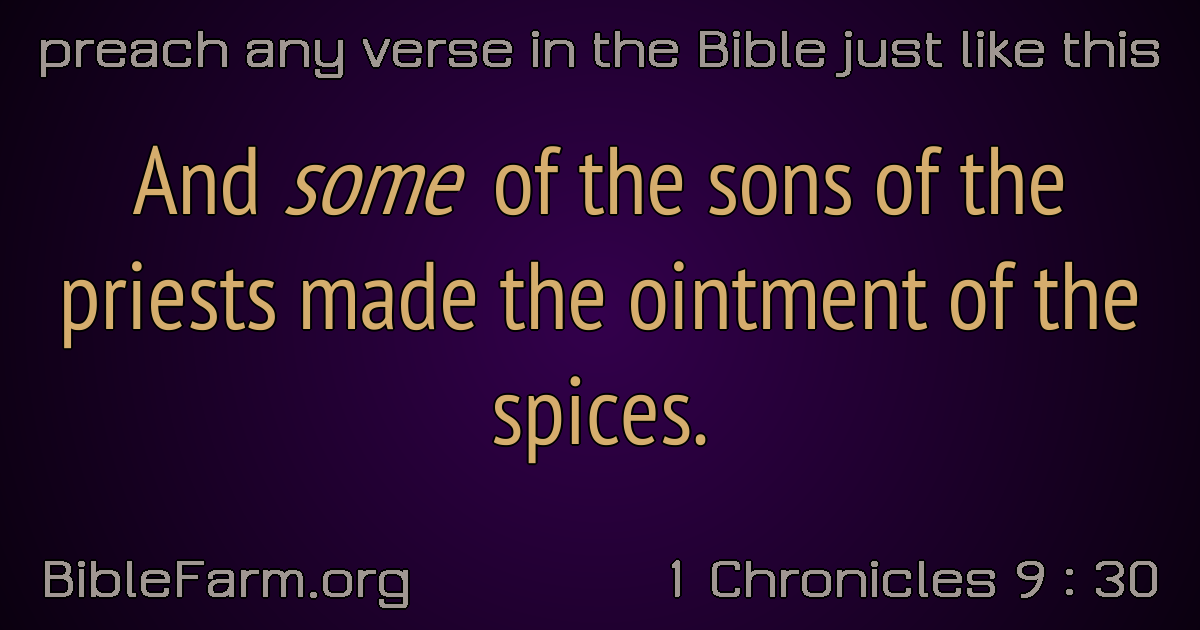 preach any verse in the Bible just like this
And some of the sons of the
priests made the ointment of the
spices.
BibleFarm.org
1 Chronicles 9 : 30